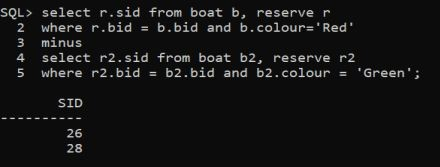 SQL> select r.sid from boat b, reserve r
  2  where r.bid = b.bid and b.colour='Red'
  3  minus
  4  select r2.sid from boat b2, reserve r2
  5  where r2.bid = b2.bid and b2.colour = 'Green';
       SID
----------
        26
        28